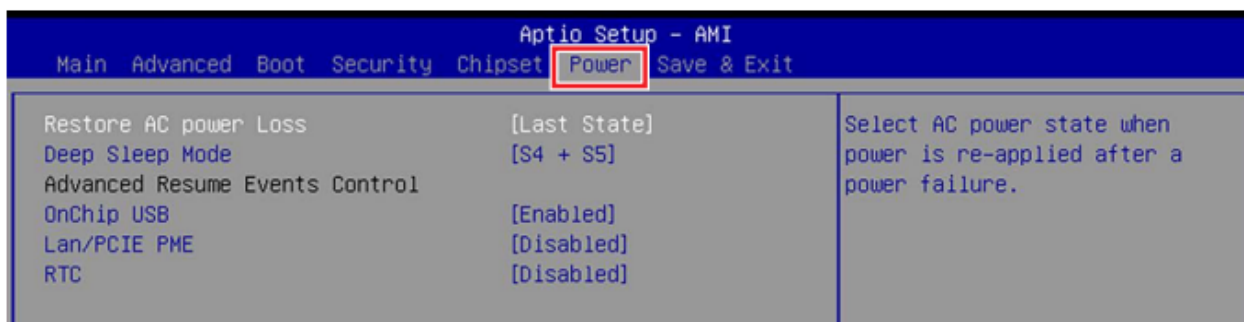 Aptio Setup - AMI
Main Advanced Boot Security Chipset Power Save & Exit
Restore AC power Loss [Last State]
Deep Sleep Mode [S4 + S5]
Advanced Resume Events Control
OnChip USB [Enabled]
Lan/PCIE PME [Disabled]
RTC [Disabled]
Select AC power state when
power is re-applied after a
power failure.